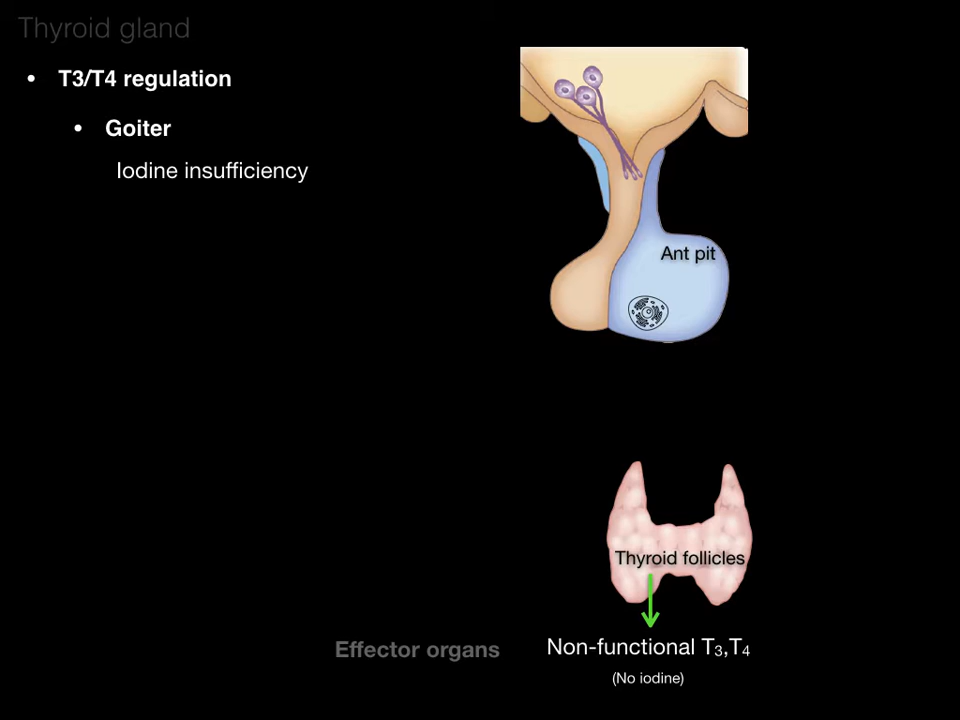 Thyroid gland
• T3/T4 regulation
• Goiter
Iodine insufficiency
Ant pit
Thyroid follicles
Effector organs
Non-functional T₃,T₄
(No iodine)